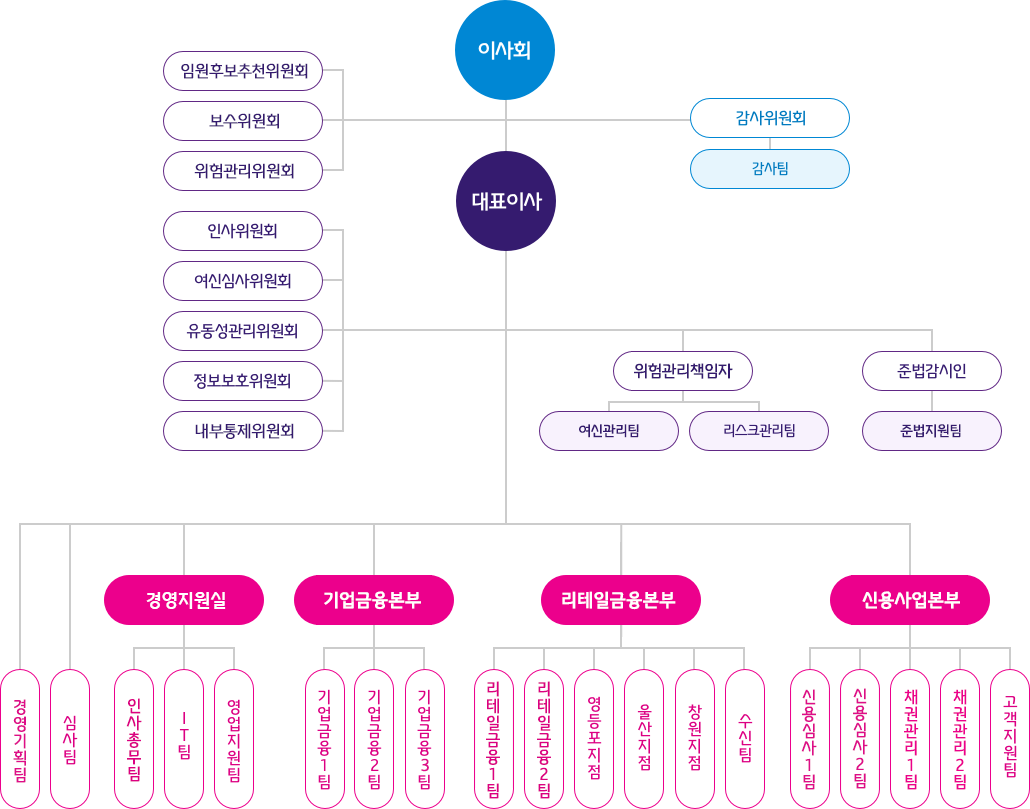 이사회
임원후보추천위원회
보수위원회
위험관리위원회
감사위원회
감사팀
대표이사
인사위원회
여신심사위원회
유동성관리위원회
정보보호위원회
내부통제위원회
위험관리책임자
준법감시인
여신관리팀
리스크관리팀
준법지원팀
경영지원실
기업금융본부
리테일금융본부
신용사업본부
경영기획팀
심사팀
인사총무팀
IT팀
영업지원팀
기업금융1팀
기업금융2팀
기업금융3팀
리테일금융1팀
리테일금융2팀
영등포지점
울산지점
창원지점
수신팀
신용심사1팀
신용심사2팀
채권관리1팀
채권관리2팀
고객지원팀